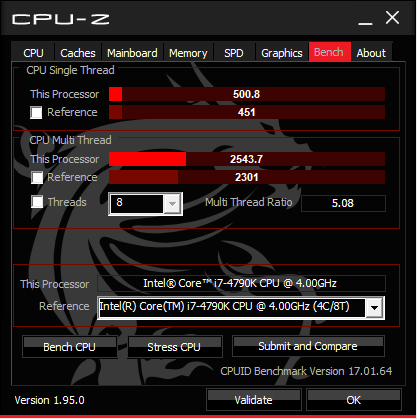 CPU-Z
CPU Caches Mainboard Memory SPD Graphics Bench About
CPU Single Thread
This Processor 500.8
Reference 451
CPU Multi Thread
This Processor 2543.7
Reference 2301
Threads 8 Multi Thread Ratio 5.08
This Processor Intel® Core™ i7-4790K CPU @ 4.00GHz
Reference Intel(R) Core(TM) i7-4790K CPU @ 4.00GHz (4C/8T)
Bench CPU Stress CPU Submit and Compare
CPUID Benchmark Version 17.01.64
Version 1.95.0 Validate OK